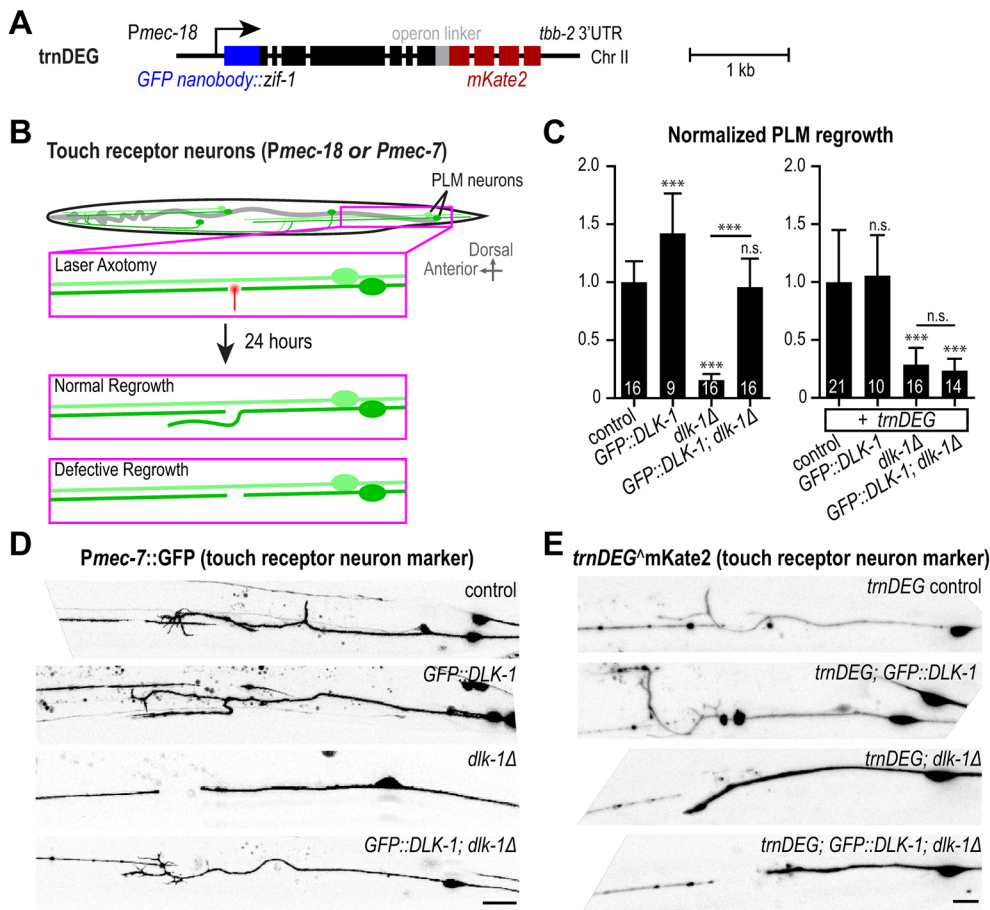 A
Pmec-18
operon linker
tbb-2 3'UTR
trnDEG
Chr II
GFP nanobody::zif-1
mKate2
1 kb
B
Touch receptor neurons (Pmec-18 or Pmec-7)
PLM neurons
Laser Axotomy
Dorsal
Anterior
24 hours
Normal Regrowth
Defective Regrowth
C
Normalized PLM regrowth
2.0
1.5
1.0
0.5
0
***
***
***
n.s.
16
9
16
16
control
GFP::DLK-1
dlk-1Δ
GFP::DLK-1; dlk-1Δ
2.0
1.5
1.0
0.5
0
n.s.
n.s.
***
***
21
10
16
14
+ trnDEG
control
GFP::DLK-1
dlk-1Δ
GFP::DLK-1; dlk-1Δ
D
Pmec-7::GFP (touch receptor neuron marker)
control
GFP::DLK-1
dlk-1Δ
GFP::DLK-1; dlk-1Δ
E
trnDEG^mKate2 (touch receptor neuron marker)
trnDEG control
trnDEG; GFP::DLK-1
trnDEG; dlk-1Δ
trnDEG; GFP::DLK-1; dlk-1Δ